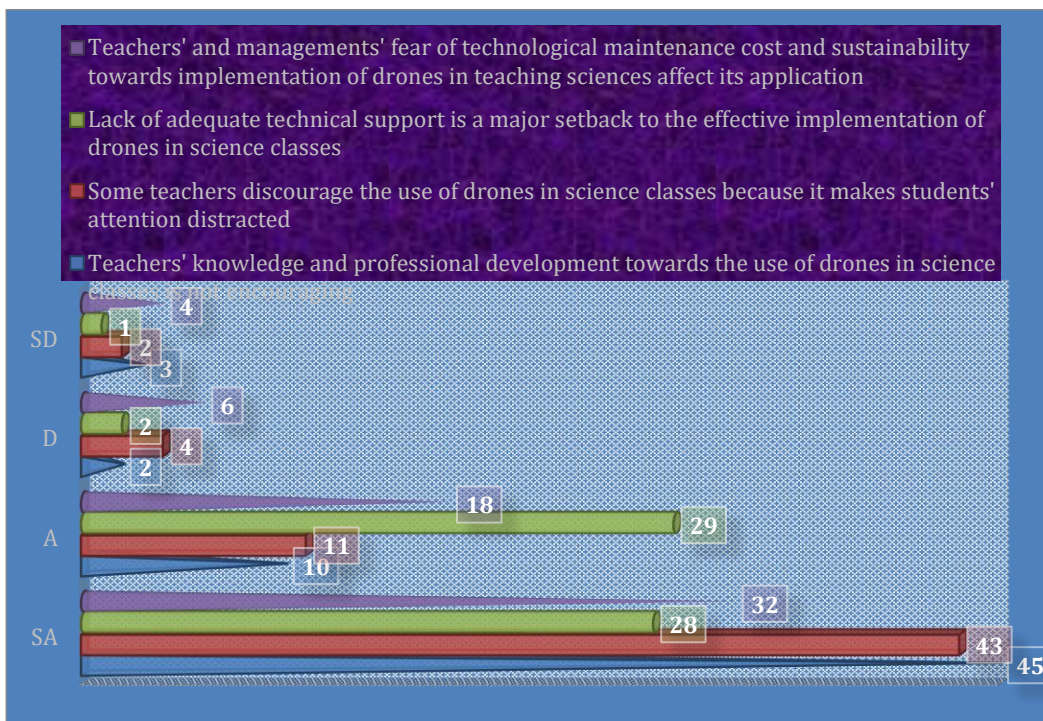 Teachers' and managements' fear of technological maintenance cost and sustainability
towards implementation of drones in teaching sciences affect its application
Lack of adequate technical support is a major setback to the effective implementation of
drones in science classes
Some teachers discourage the use of drones in science classes because it makes students'
attention distracted
Teachers' knowledge and professional development towards the use of drones in science
classes is not encouraging
4
SD
1
2
3
6
D
2
4
2
18
A
29
11
10
32
SA
28
43
45